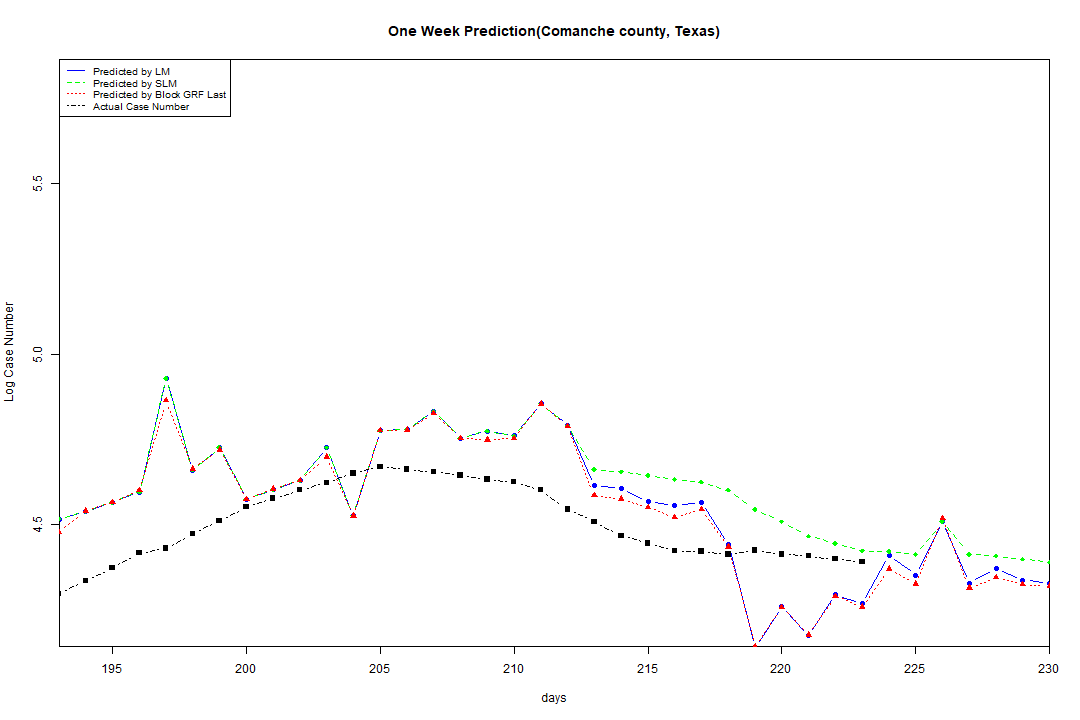 One Week Prediction(Comanche county, Texas)
Predicted by LM
Predicted by SLM
Predicted by Block GRF Last
Actual Case Number
5.5
5.0
4.5
Log Case Number
195 200 205 210 215 220 225 230
days